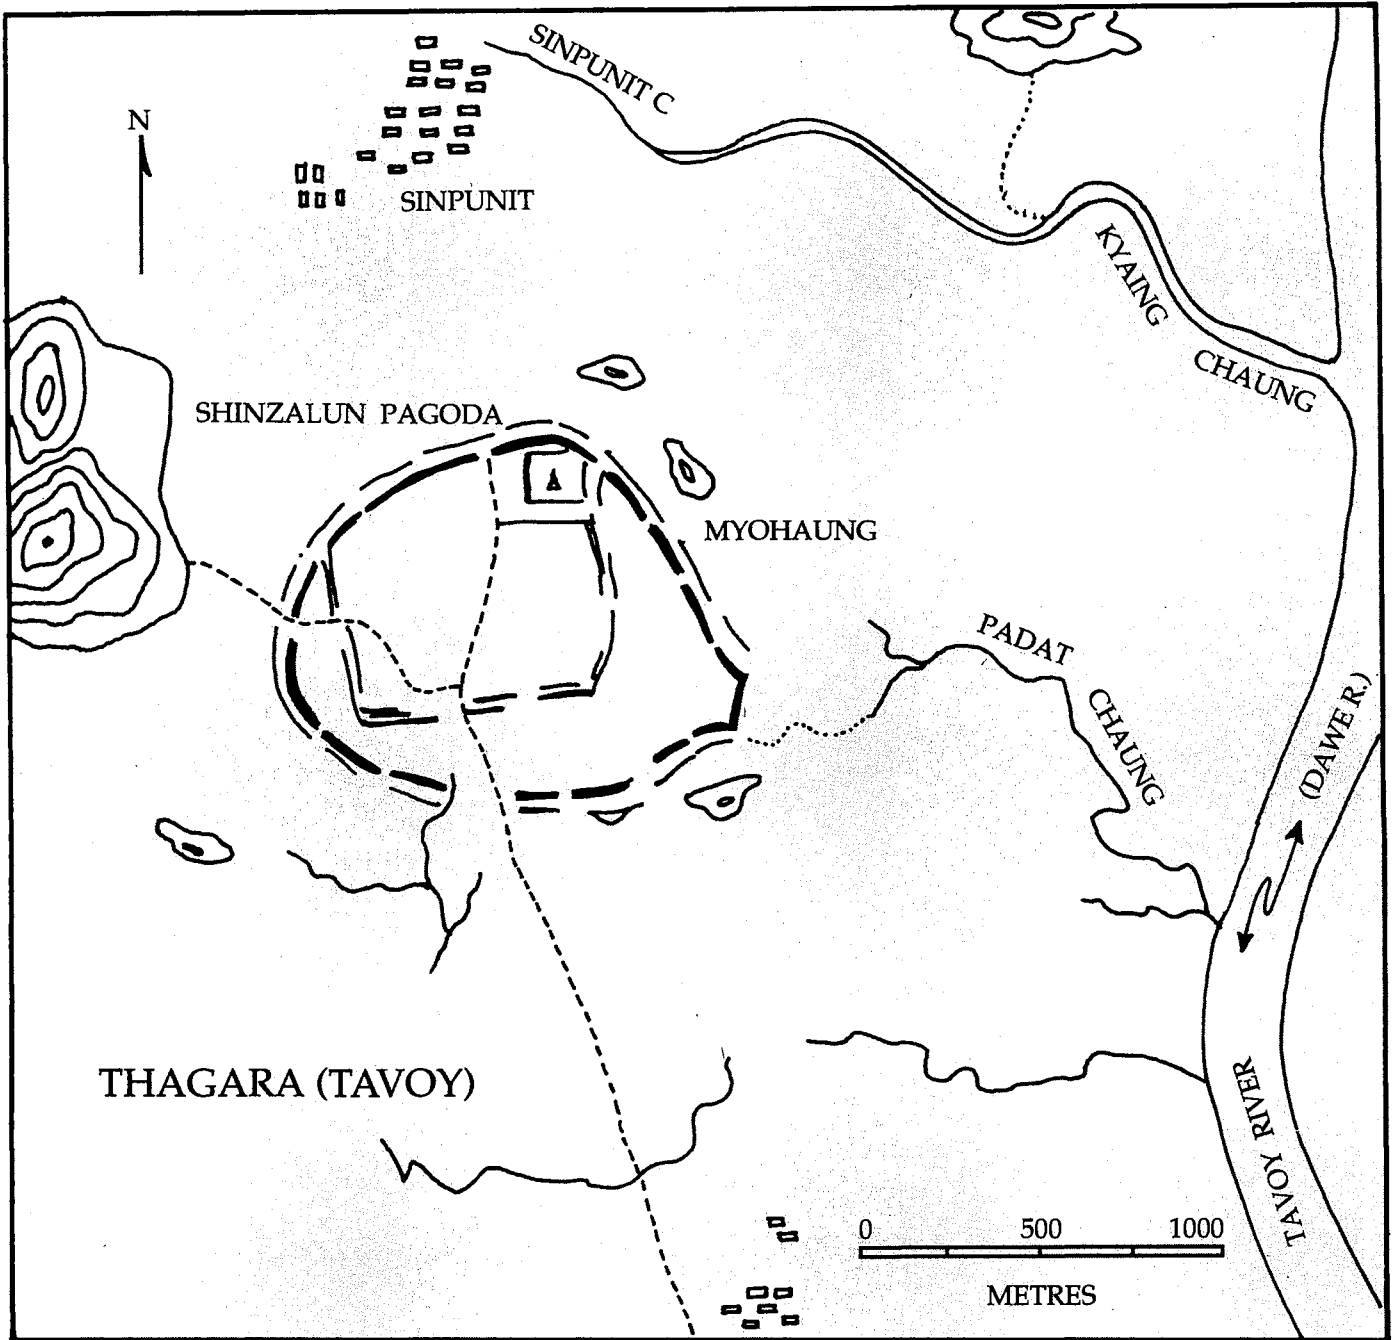 SINPUNIT C
N
SINPUNIT
KYAING
CHAUNG
SHINZALUN PAGODA
MYOHAUNG
PADAT
CHAUNG
(DAWE R.)
THAGARA (TAVOY)
TAVOY RIVER
0 500 1000
METRES